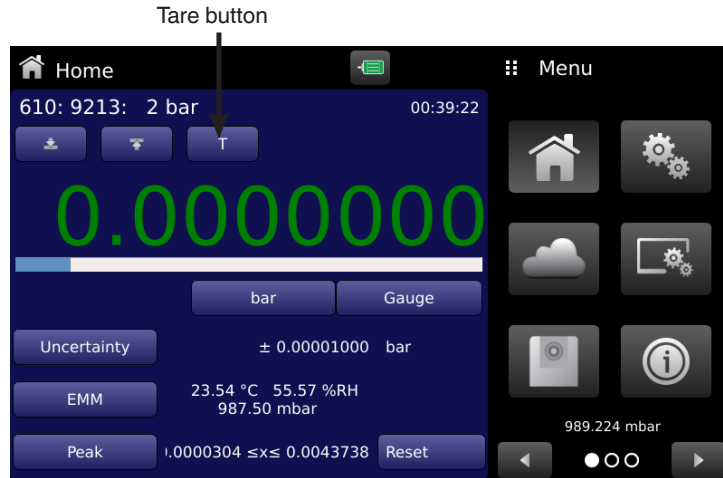 Tare button
Home
Menu
610: 9213: 2 bar
00:39:22
T
0.0000000
bar
Gauge
Uncertainty
± 0.00001000 bar
EMM
23.54 °C 55.57 %RH
987.50 mbar
Peak
.0000304 ≤x≤ 0.0043738
Reset
989.224 mbar